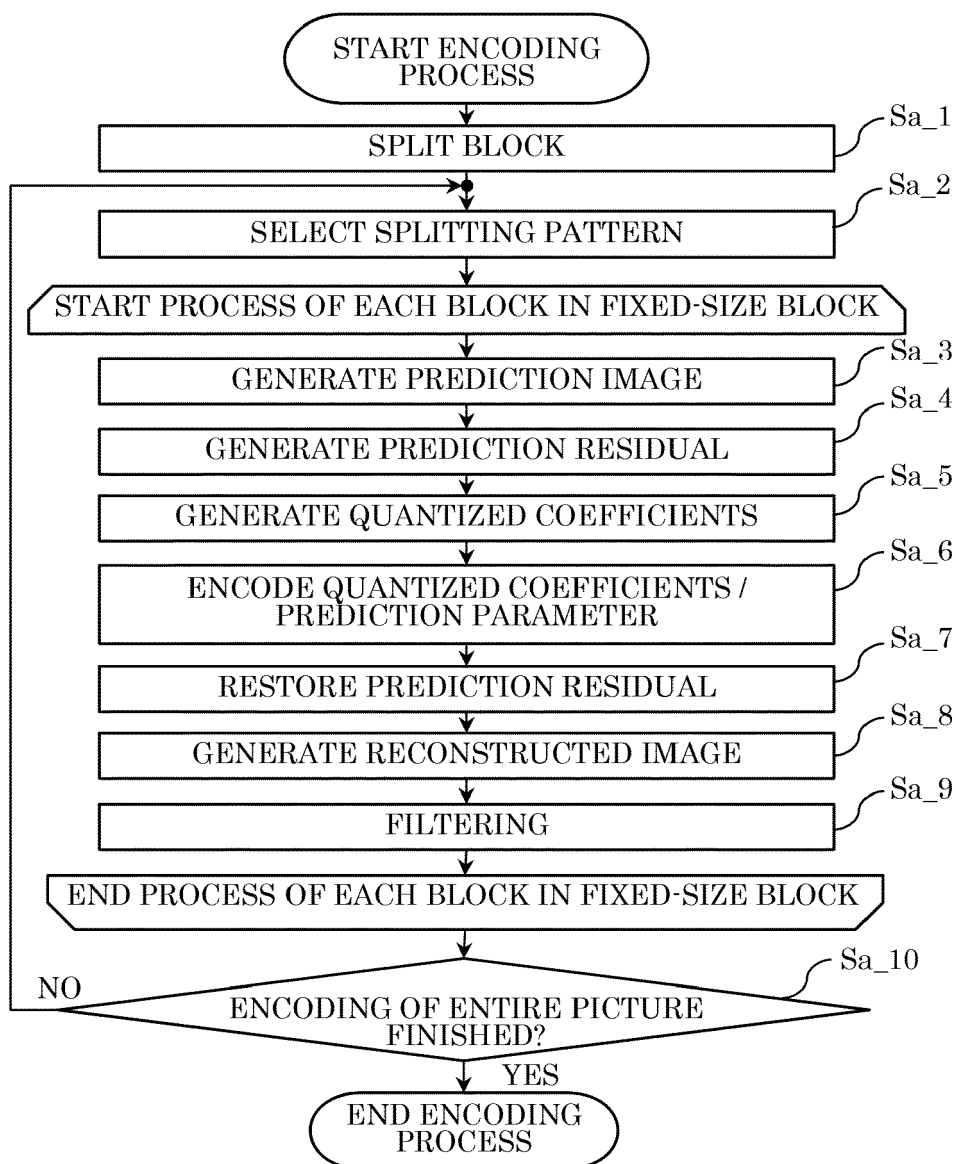 START ENCODING
PROCESS
Sa_1
SPLIT BLOCK
Sa_2
SELECT SPLITTING PATTERN
START PROCESS OF EACH BLOCK IN FIXED-SIZE BLOCK
Sa_3
GENERATE PREDICTION IMAGE
Sa_4
GENERATE PREDICTION RESIDUAL
Sa_5
GENERATE QUANTIZED COEFFICIENTS
Sa_6
ENCODE QUANTIZED COEFFICIENTS /
PREDICTION PARAMETER
Sa_7
RESTORE PREDICTION RESIDUAL
Sa_8
GENERATE RECONSTRUCTED IMAGE
Sa_9
FILTERING
END PROCESS OF EACH BLOCK IN FIXED-SIZE BLOCK
Sa_10
NO
ENCODING OF ENTIRE PICTURE
FINISHED?
YES
END ENCODING
PROCESS